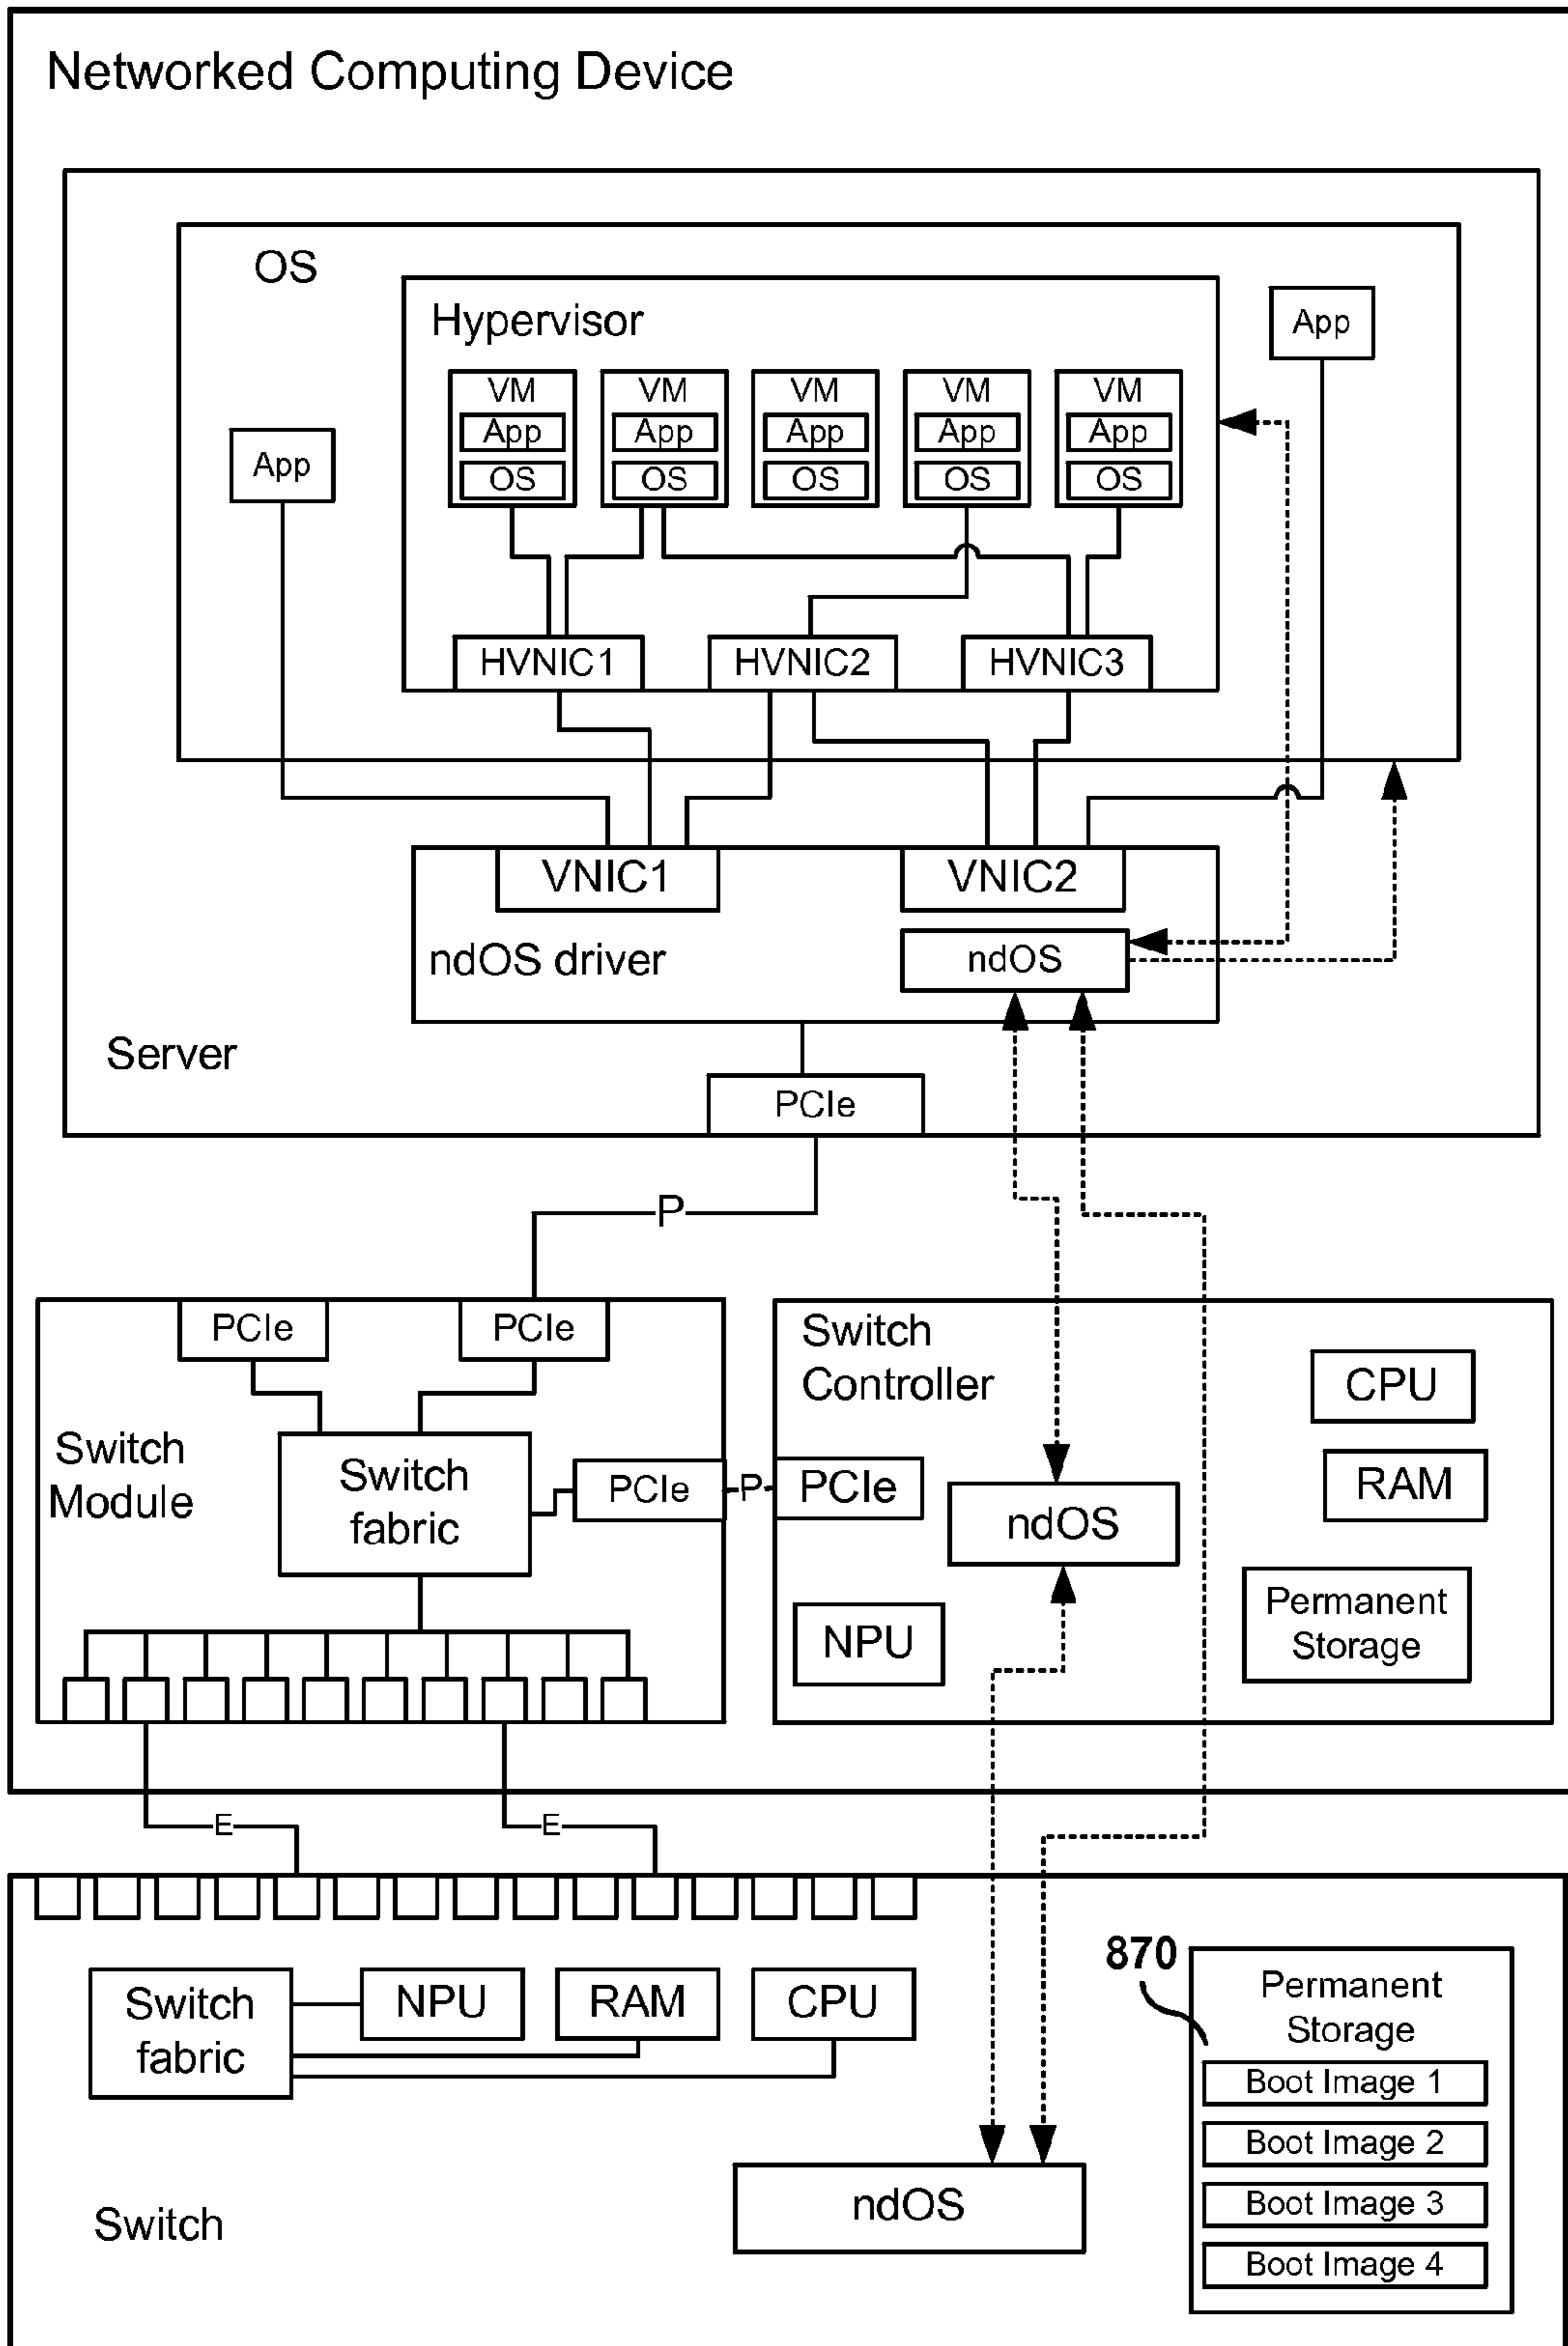 Networked Computing Device
OS
Hypervisor
App
VM
VM
VM
VM
VM
App
App
App
App
App
App
OS
OS
OS
OS
OS
HVNIC1
HVNIC2
HVNIC3
VNIC1
VNIC2
ndOS driver
ndOS
Server
PCIe
P
PCIe
PCIe
Switch
Controller
CPU
Switch
Module
Switch
fabric
PCIe
P
PCIe
RAM
ndOS
NPU
Permanent
Storage
E
E
870
Permanent
Storage
Switch
fabric
NPU
RAM
CPU
Boot Image 1
Boot Image 2
Boot Image 3
Boot Image 4
ndOS
Switch